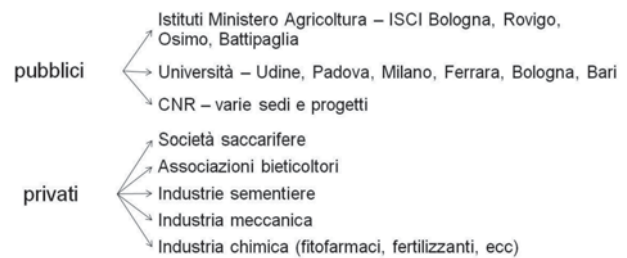 Istituti Ministero Agricoltura – ISCI Bologna, Rovigo,
Osimo, Battipaglia
pubblici
Università – Udine, Padova, Milano, Ferrara, Bologna, Bari
CNR – varie sedi e progetti
Società saccarifere
Associazioni bieticoltori
privati
Industrie sementiere
Industria meccanica
Industria chimica (fitofarmaci, fertilizzanti, ecc)